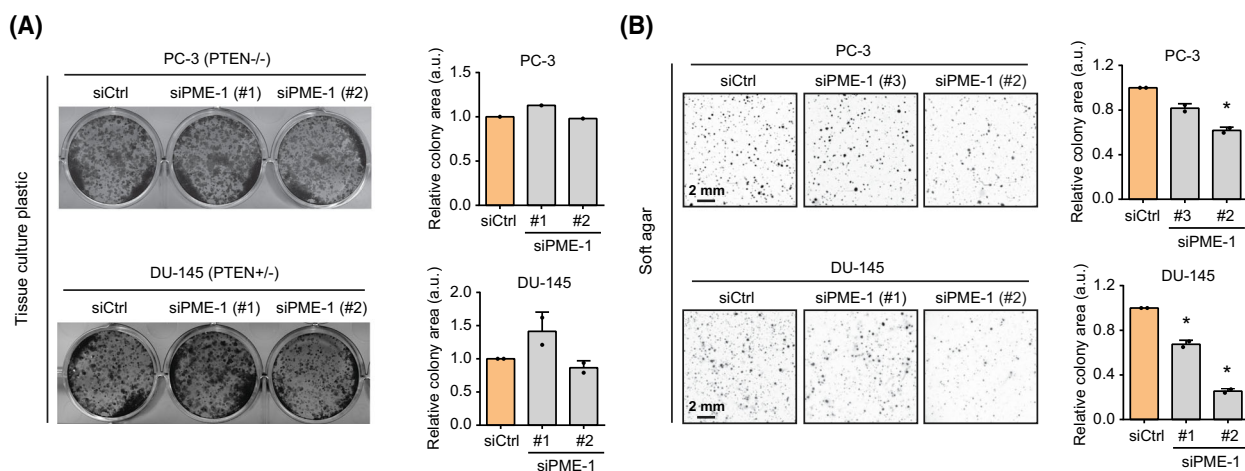 (A)
Tissue culture plastic
PC-3 (PTEN-/-)
siCtrl siPME-1 (#1) siPME-1 (#2)
PC-3
Relative colony area (a.u.)
1.5
1.0
0.5
0.0
siCtrl #1 #2
siPME-1
DU-145 (PTEN+/-)
siCtrl siPME-1 (#1) siPME-1 (#2)
DU-145
Relative colony area (a.u.)
2.0
1.5
1.0
0.5
0.0
siCtrl #1 #2
siPME-1
(B)
Soft agar
PC-3
siCtrl siPME-1 (#3) siPME-1 (#2)
2 mm
PC-3
Relative colony area (a.u.)
1.2
0.8
0.4
0.0
*
siCtrl #3 #2
siPME-1
DU-145
siCtrl siPME-1 (#1) siPME-1 (#2)
2 mm
DU-145
Relative colony area (a.u.)
1.2
0.8
0.4
0.0
*
*
siCtrl #1 #2
siPME-1